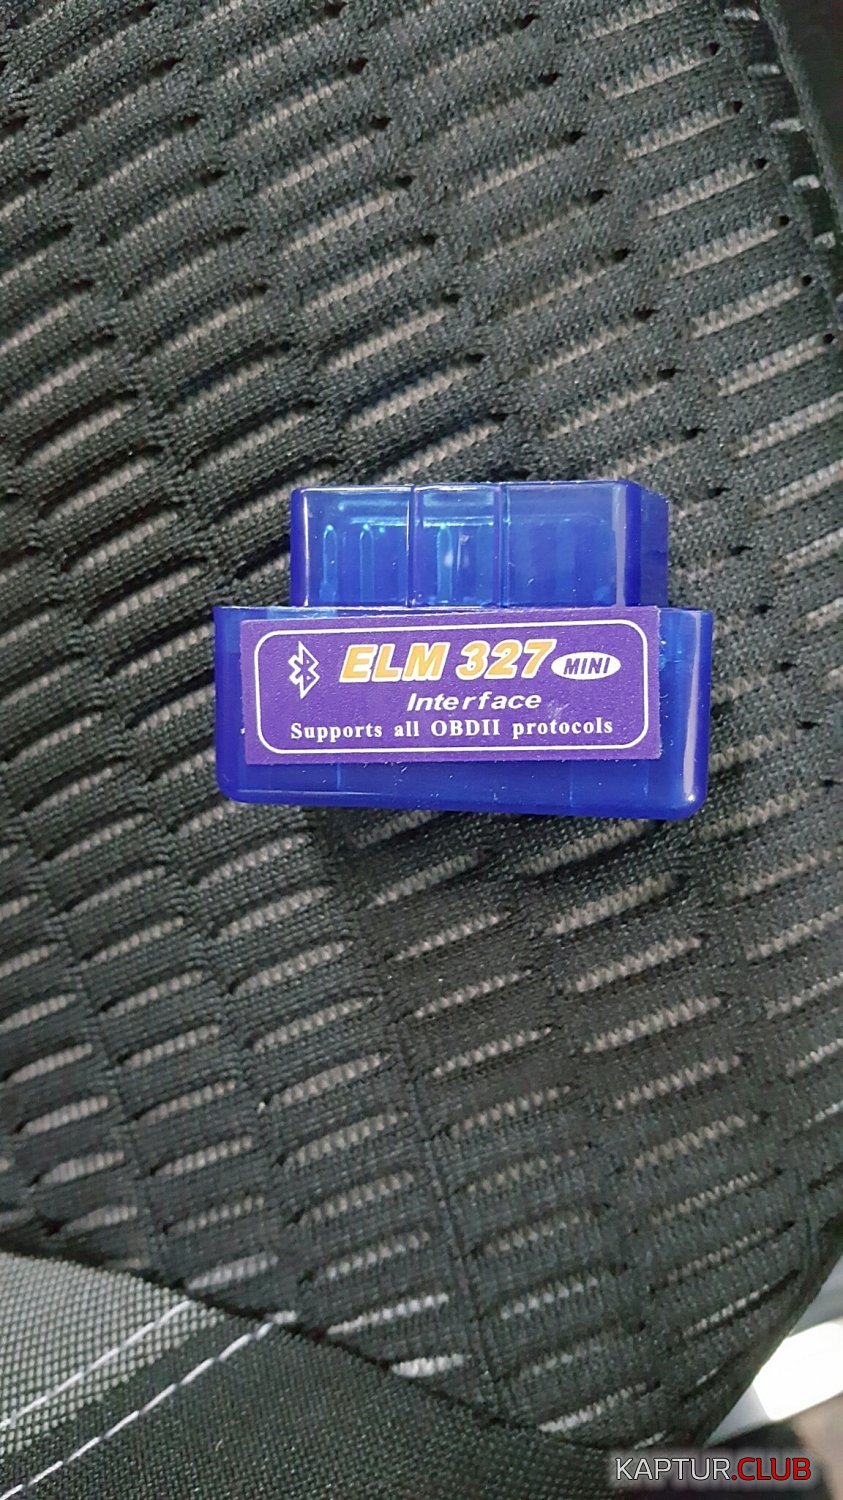 ELM 327 MINI
Interface
Supports all OBDII protocols
KAPTUR.CLUB